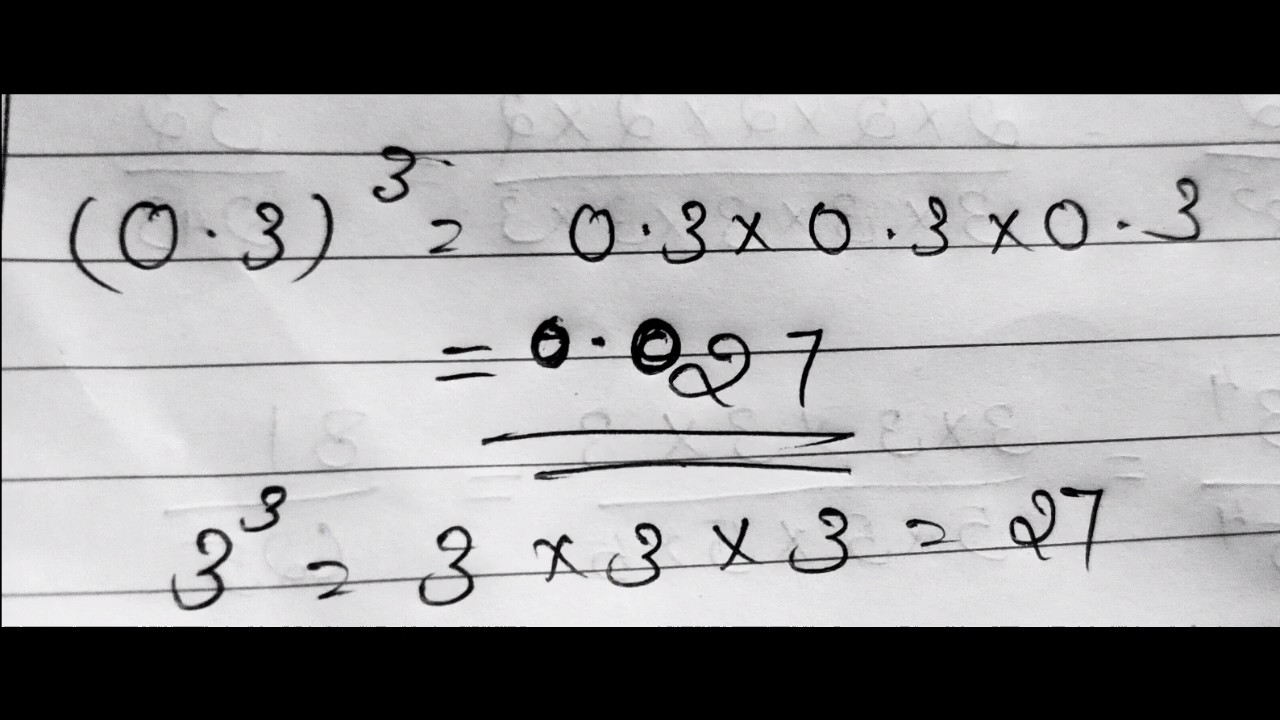 (0.3)³ = 0.3 × 0.3 × 0.3
= 0.027
3³ = 3 × 3 × 3 = 27